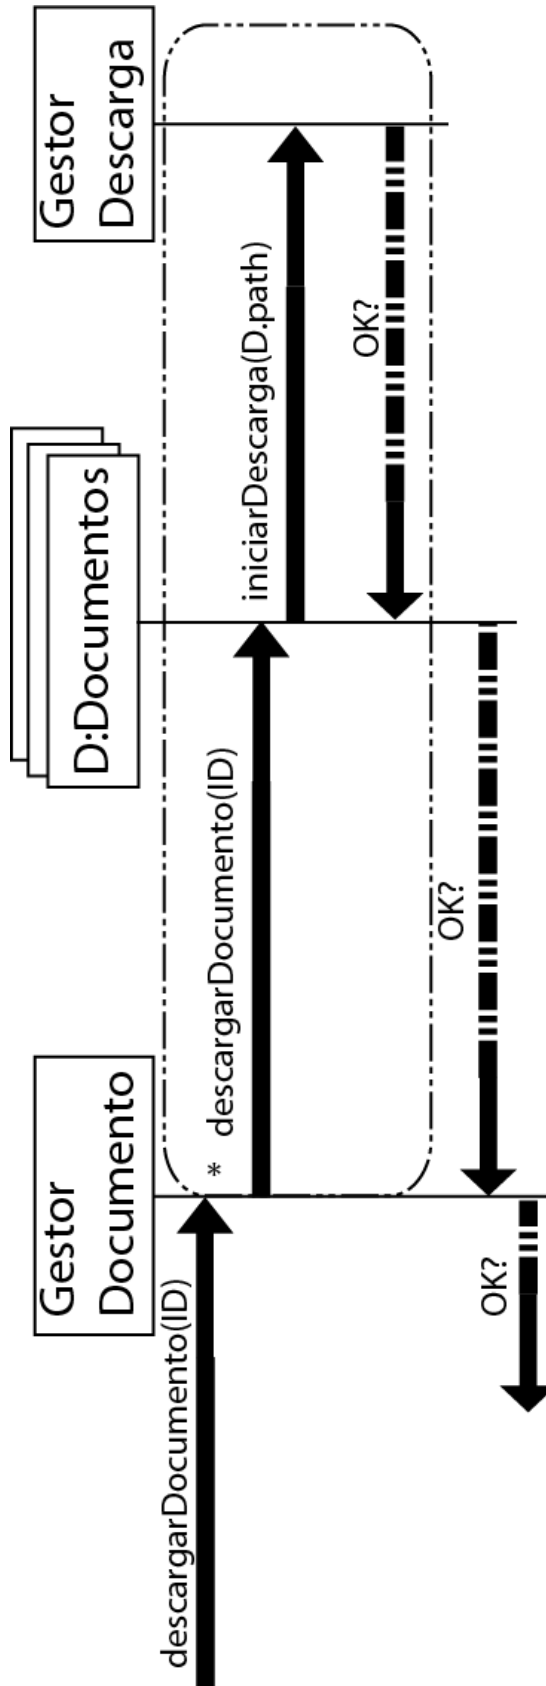 Gestor
Documento
D:Documentos
Gestor
Descarga
descargarDocumento(ID)
* descargarDocumento(ID)
iniciarDescarga(D.path)
OK?
OK?
OK?